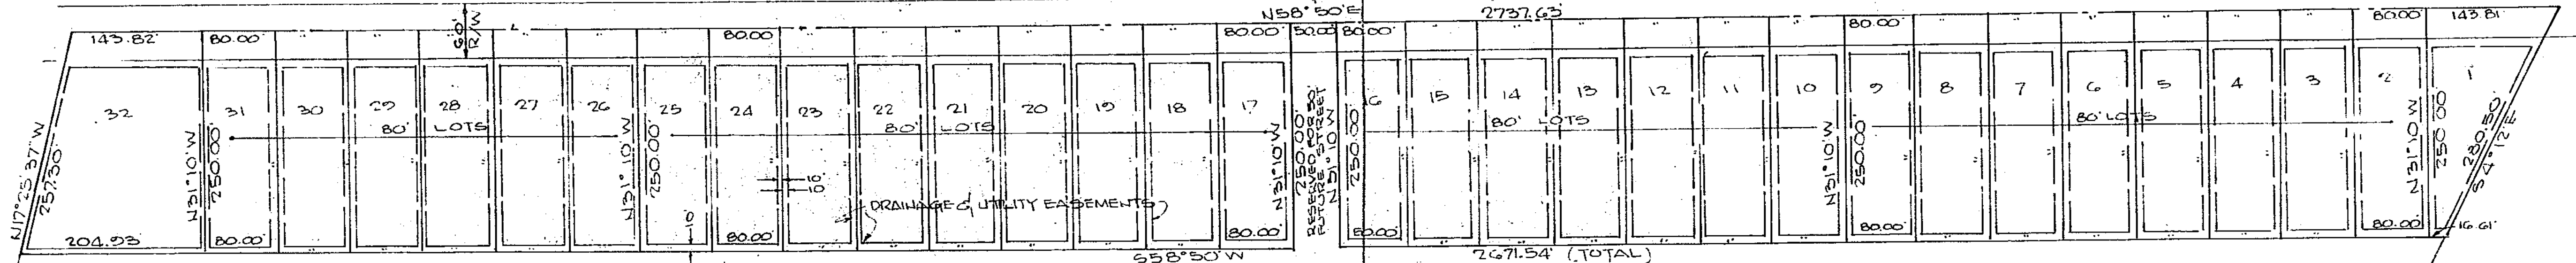 N58°50'E 2737.63'
143.82' 80.00' 60' R/W 80.00' 80.00' 50.00' 80.00' 80.00' 80.00' 143.81'
32 31 30 29 28 27 26 25 24 23 22 21 20 19 18 17 16 15 14 13 12 11 10 9 8 7 6 5 4 3 2 1
80' LOTS 80' LOTS 80' LOTS 80' LOTS
N17°25'37"W
257.30'
N31°10'W
250.00'
N31°10'W
250.00'
N31°10'W
250.00'
RESERVED FOR 50'
FUTURE STREET
N31°10'W
250.00'
N31°10'W
250.00'
N31°10'W
250.00
280.50'
S4°12'E
10'
10'
10'
DRAINAGE & UTILITY EASEMENTS
204.93' 80.00' 80.00' 80.00' 80.00' 80.00' 80.00' 16.61'
S58°50'W 2671.54' (TOTAL)